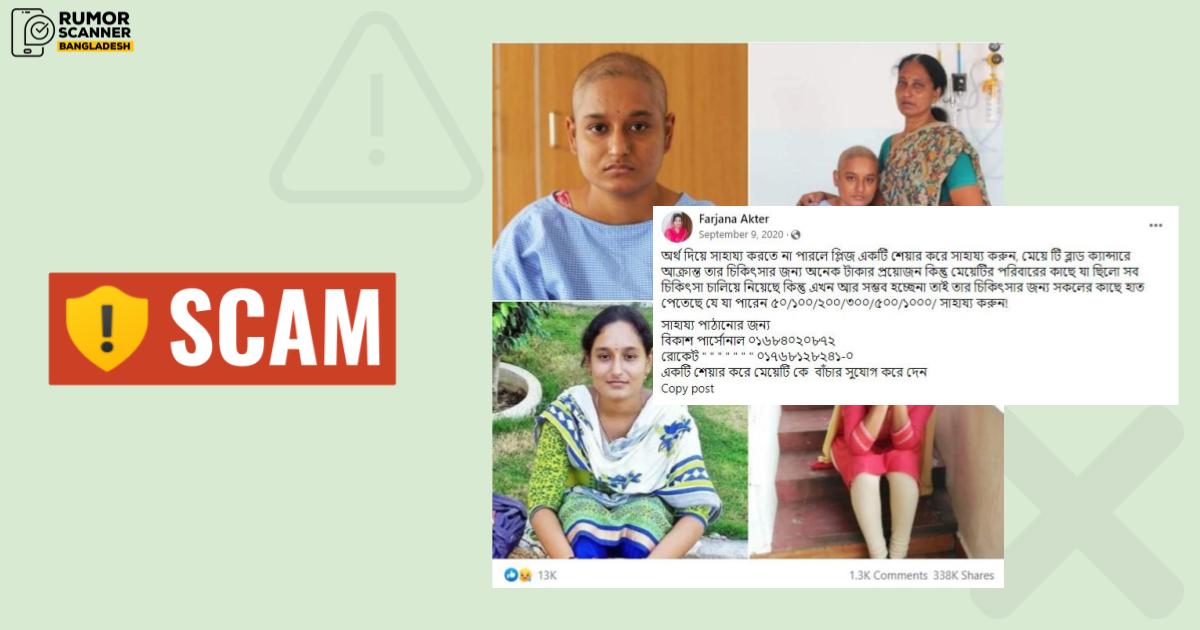 RUMOR
SCANNER
BANGLADESH
SCAM
Farjana Akter
September 9, 2020 ·
অর্থ দিয়ে সাহায্য করতে না পারলে প্লিজ একটি শেয়ার করে সাহায্য করুন, মেয়ে টি ব্লাড ক্যান্সারে
আক্রান্ত তার চিকিৎসার জন্য অনেক টাকার প্রয়োজন কিন্তু মেয়েটির পরিবারের কাছে যা ছিলো সব
চিকিৎসা চালিয়ে নিয়েছে কিন্তু এখন আর সম্ভব হচ্ছেনা তাই তার চিকিৎসার জন্য সকলের কাছে হাত
পেতেছে যে যা পারেন ৫০/১০০/২০০/৩০০/৫০০/১০০০/ সাহায্য করুন!
সাহায্য পাঠানোর জন্য
বিকাশ পার্সোনাল ০১৬৮৪০২০৮৭২
রোকেট " " " " " " " ০১৭৬৮১২৮২৪১-০
একটি শেয়ার করে মেয়েটি কে বাঁচার সুযোগ করে দেন
Copy post
13K
1.3K Comments 338K Shares